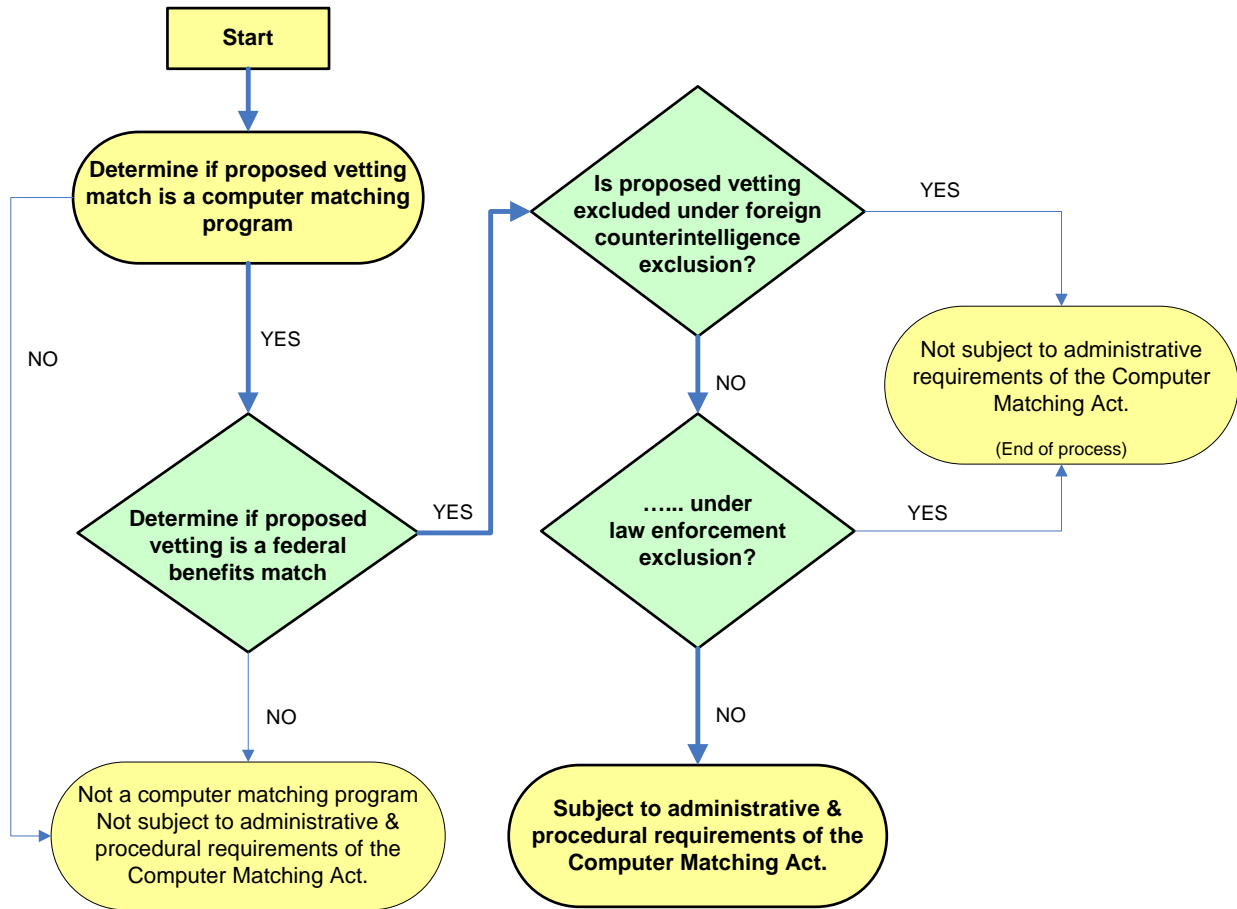 Start
Determine if proposed vetting
match is a computer matching
program
YES
NO
Determine if proposed
vetting is a federal
benefits match
YES
NO
Not a computer matching program
Not subject to administrative &
procedural requirements of the
Computer Matching Act.
Is proposed vetting
excluded under foreign
counterintelligence
exclusion?
YES
NO
Not subject to administrative
requirements of the Computer
Matching Act.
(End of process)
…... under
law enforcement
exclusion?
YES
NO
Subject to administrative &
procedural requirements of the
Computer Matching Act.